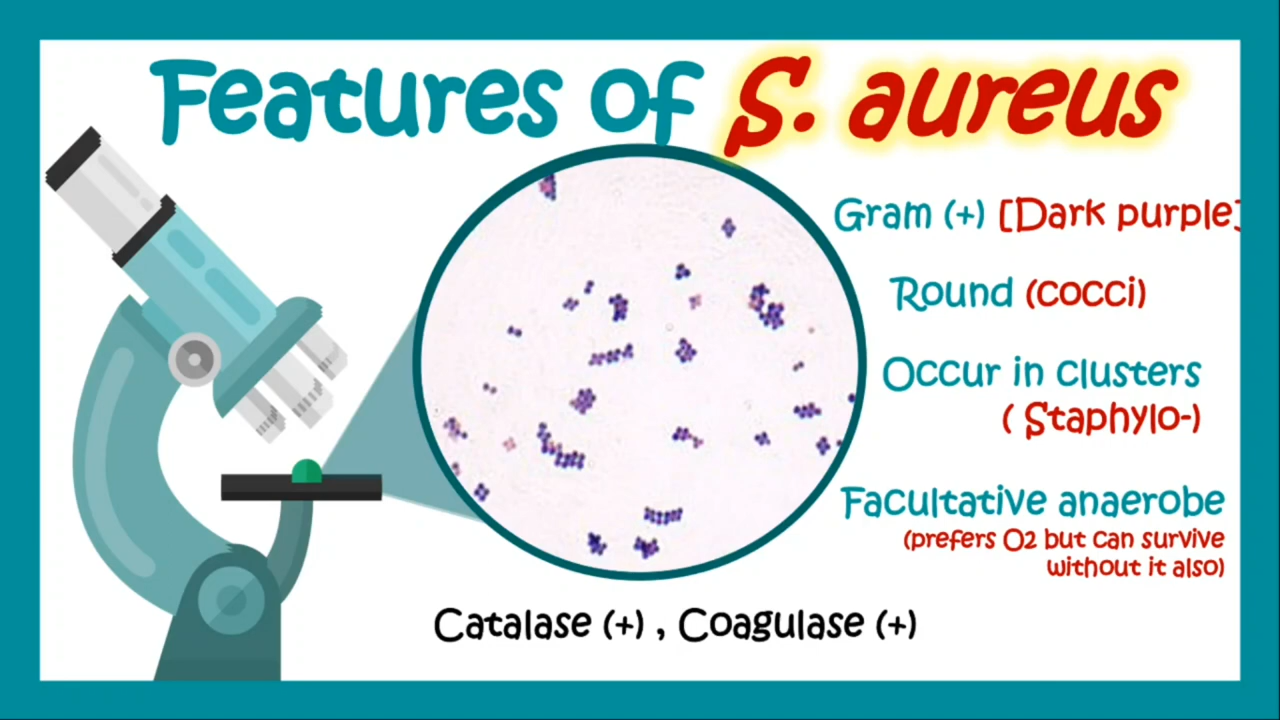 Features of S. aureus
Gram (+) [Dark purple]
Round (cocci)
Occur in clusters
( Staphylo-)
Facultative anaerobe
(prefers O2 but can survive
without it also)
Catalase (+) , Coagulase (+)